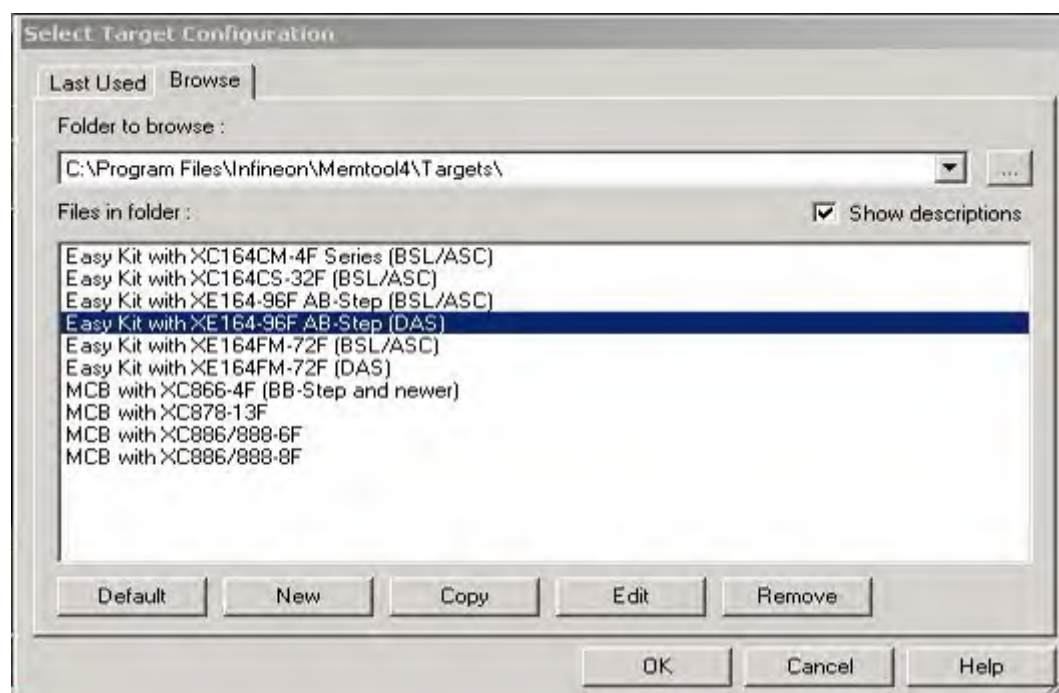 Select Target Configuration
Last Used Browse
Folder to browse :
C:\Program Files\Infineon\Memtool4\Targets\ ...
Files in folder : Show descriptions
Easy Kit with XC164CM-4F Series (BSL/ASC)
Easy Kit with XC164CS-32F (BSL/ASC)
Easy Kit with XE164-96F AB-Step (BSL/ASC)
Easy Kit with XE164-96F AB-Step (DAS)
Easy Kit with XE164FM-72F (BSL/ASC)
Easy Kit with XE164FM-72F (DAS)
MCB with XC866-4F (BB-Step and newer)
MCB with XC878-13F
MCB with XC886/888-6F
MCB with XC886/888-8F
Default New Copy Edit Remove
OK Cancel Help